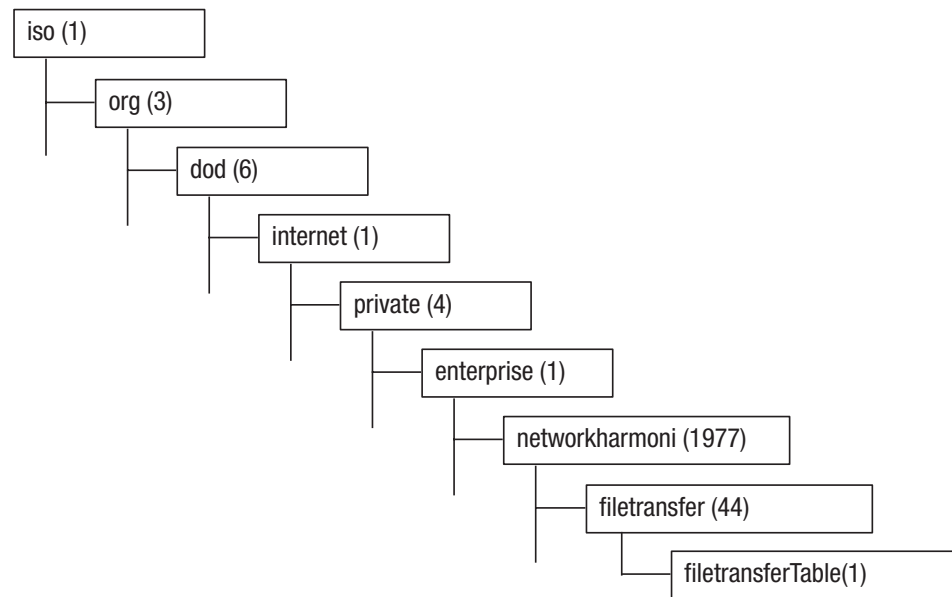 iso (1)
org (3)
dod (6)
internet (1)
private (4)
enterprise (1)
networkharmoni (1977)
filetransfer (44)
filetransferTable(1)